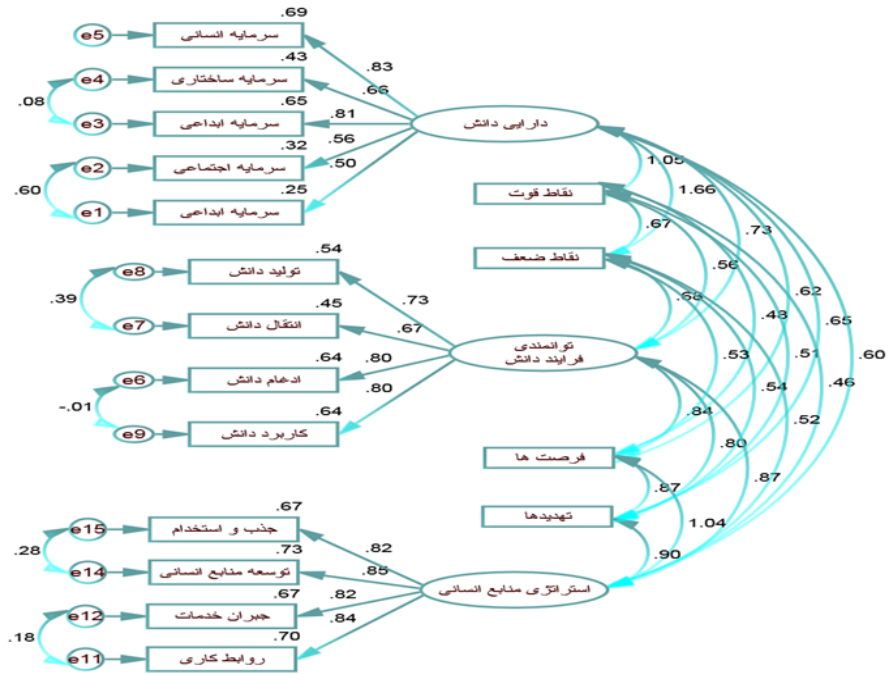 .69
e5
سرمایه انسانی
.83
.43
e4
سرمایه ساختاری
.66
.08
.65
e3
سرمایه ابداعی
.81
دارایی دانش
.56
.32
e2
سرمایه اجتماعی
.50
.60
.25
e1
سرمایه ابداعی
1.05
1.66
نقاط قوت
.67
.73
.56
نقاط ضعف
.54
e8
تولید دانش
.73
.68
.43
.62
.39
.45
e7
انتقال دانش
.67
.65
توانمندی
فرایند دانش
.53
.51
.60
.64
e6
ادغام دانش
.80
.54
.46
-.01
.80
.64
e9
کاربرد دانش
.84
.52
.80
.87
فرصت ها
.87
1.04
تهدیدها
.90
.67
e15
جذب و استخدام
.82
.28
.73
e14
توسعه منابع انسانی
.85
استراتژی منابع انسانی
.67
e12
جبران خدمات
.82
.84
.18
.70
e11
روابط کاری